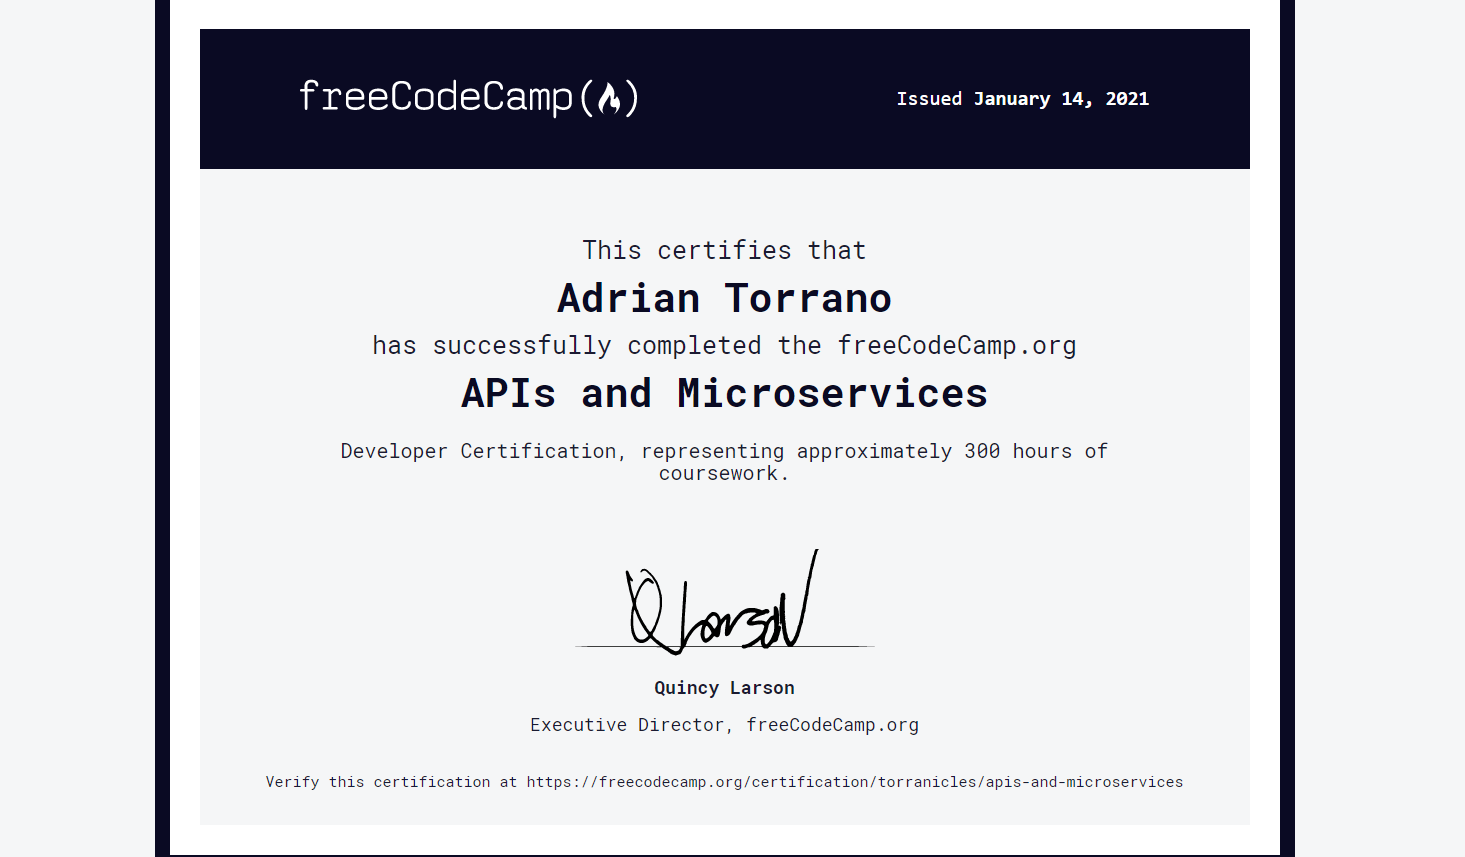 freeCodeCamp
Issued January 14, 2021
This certifies that
Adrian Torrano
has successfully completed the freeCodeCamp.org
APIs and Microservices
Developer Certification, representing approximately 300 hours of
coursework.
Q Larson
Quincy Larson
Executive Director, freeCodeCamp.org
Verify this certification at https://freecodecamp.org/certification/torranicles/apis-and-microservices